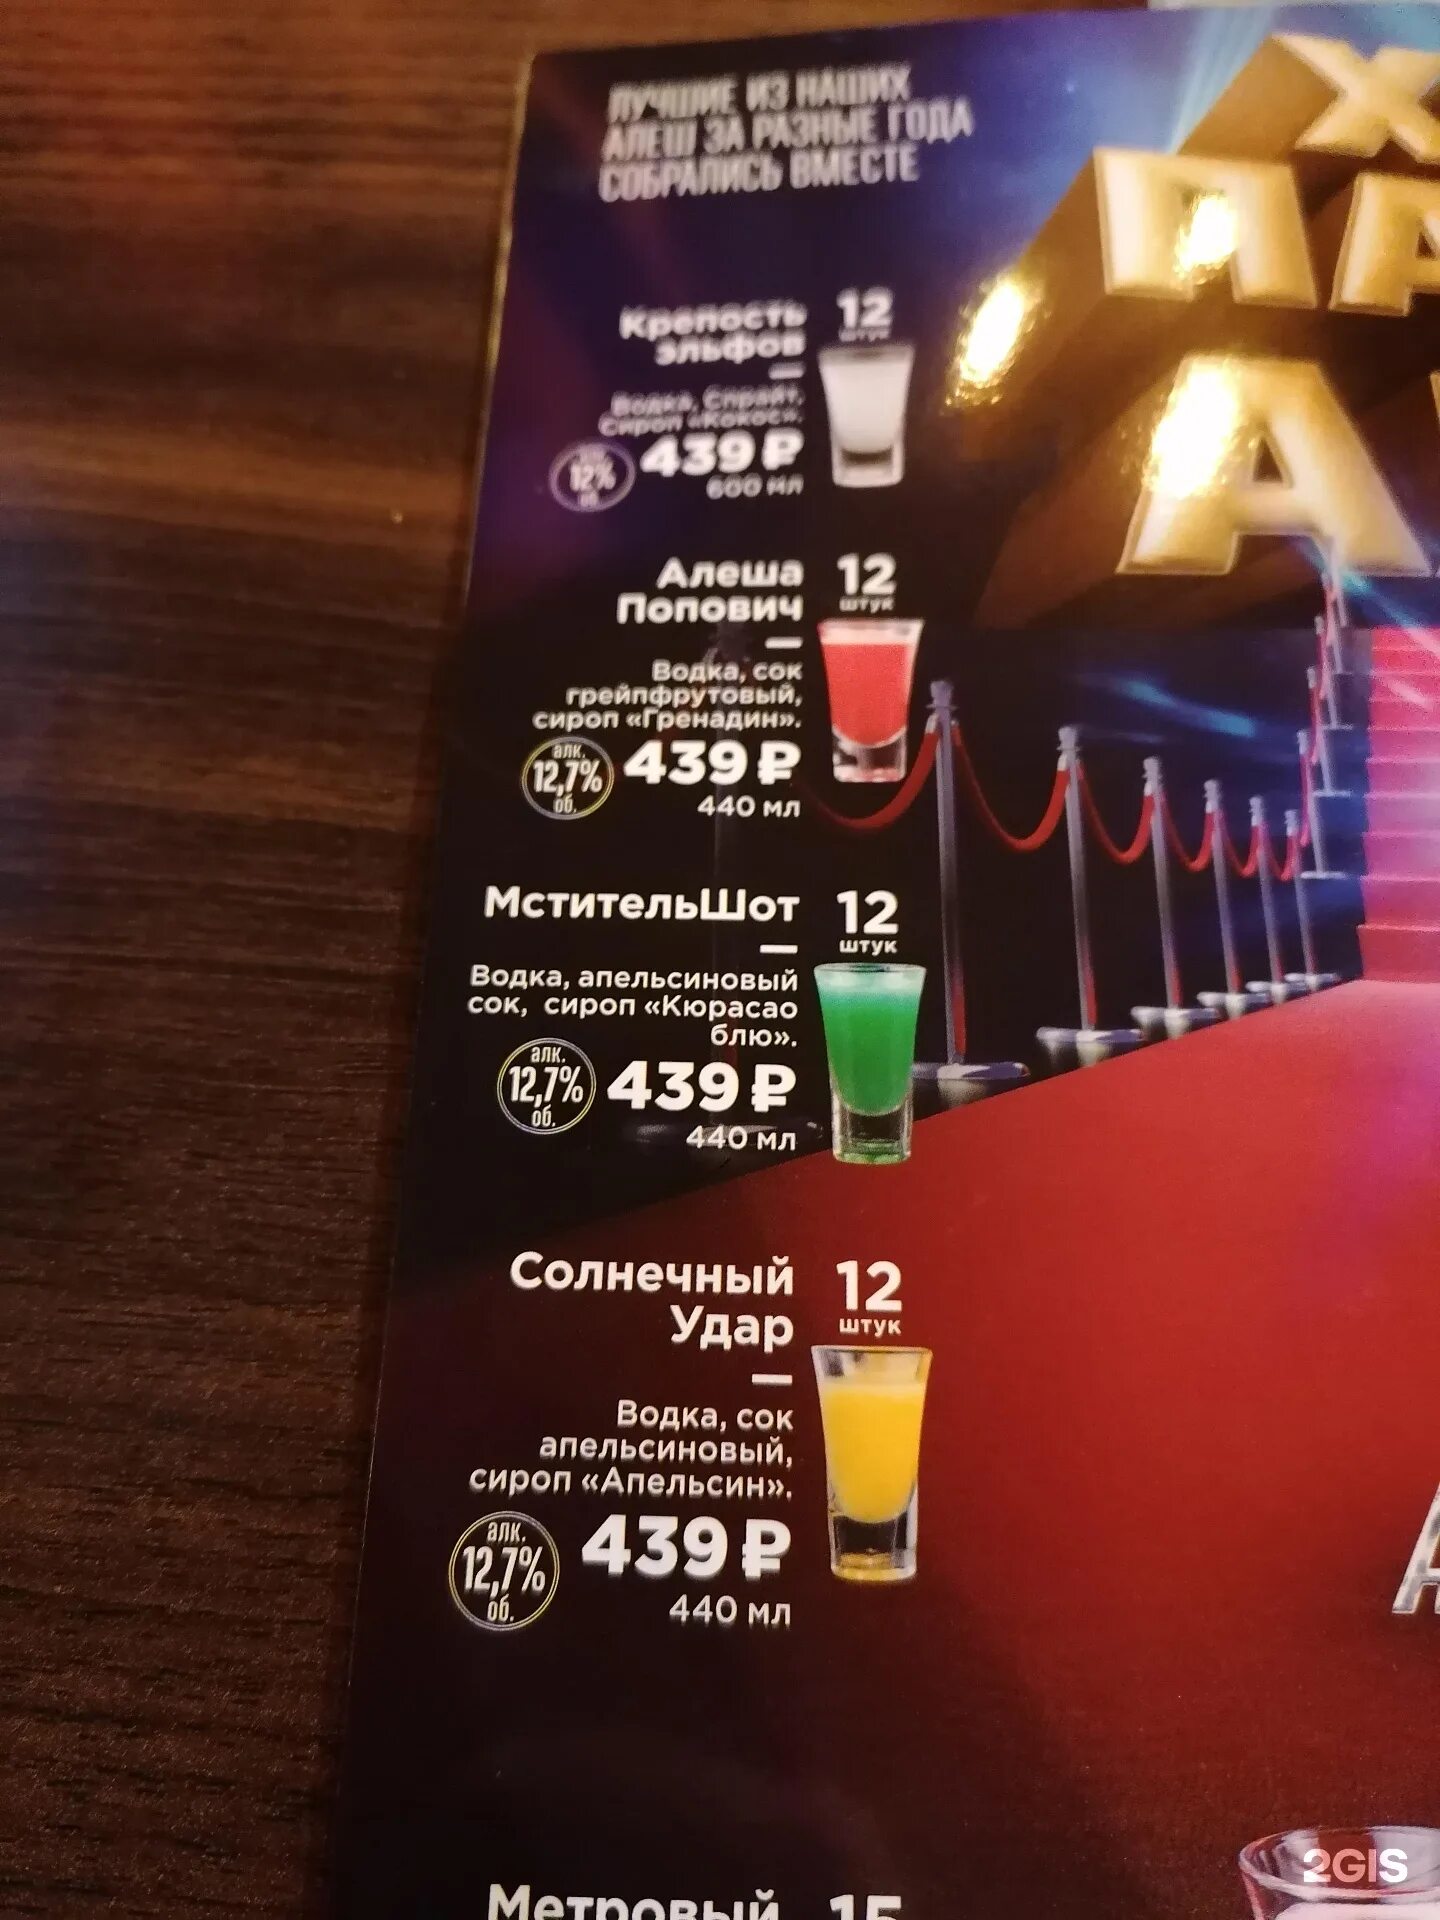 ЛУЧШИЕ ИЗ НАШИХ
АЛЕШ ЗА РАЗНЫЕ ГОДА
СОБРАЛИСЬ ВМЕСТЕ
Крепость
эльфов
12
штук
Водка, Спрайт,
Сироп «Кокос».
алк.
12%
об.
439 ₽
600 мл
Алеша
Попович
12
штук
Водка, сок
грейпфрутовый,
сироп «Гренадин».
алк.
12,7%
об.
439 ₽
440 мл
МстительШот
12
штук
Водка, апельсиновый
сок, сироп «Кюрасао
блю».
алк.
12,7%
об.
439 ₽
440 мл
Солнечный
Удар
12
штук
Водка, сок
апельсиновый,
сироп «Апельсин».
алк.
12,7%
об.
439 ₽
440 мл
Метровый
15
2GIS